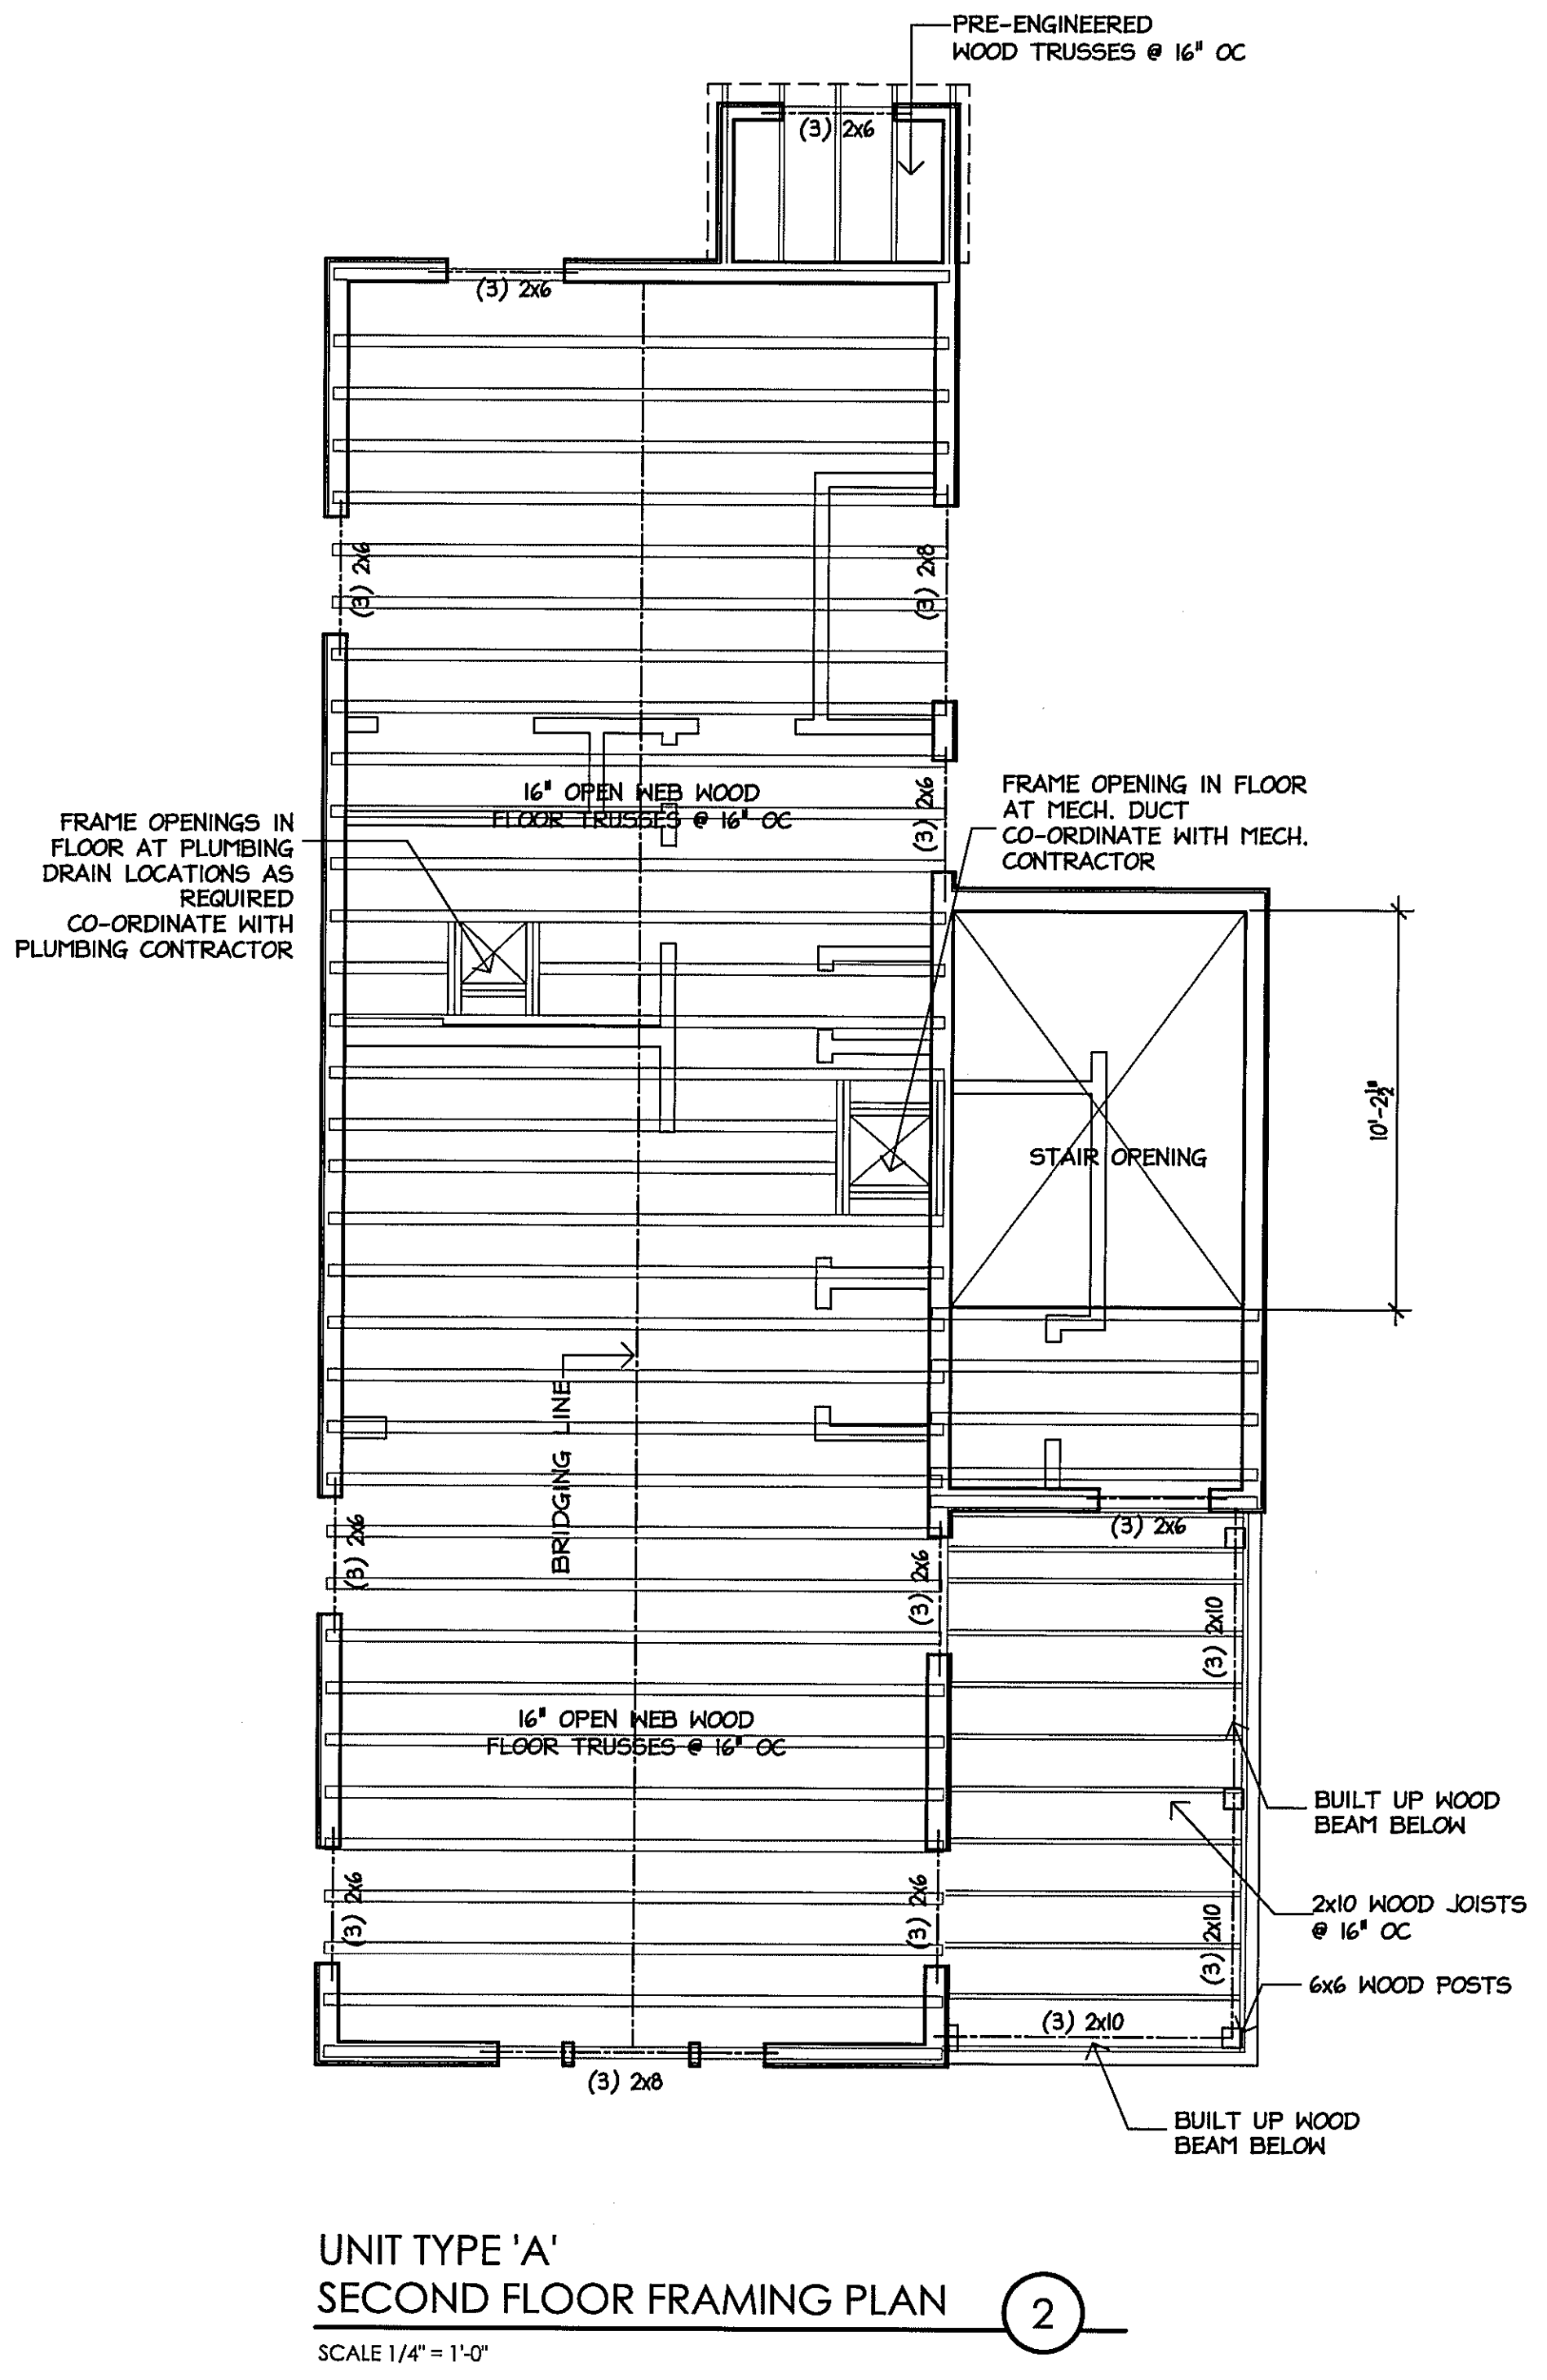 PRE-ENGINEERED
WOOD TRUSSES @ 16" OC
(3) 2x6
(3) 2x6
(3) 2x6
(3) 2x8
16" OPEN WEB WOOD
FLOOR TRUSSES @ 16" OC
(3) 2x6
FRAME OPENING IN FLOOR
AT MECH. DUCT
CO-ORDINATE WITH MECH.
CONTRACTOR
FRAME OPENINGS IN
FLOOR AT PLUMBING
DRAIN LOCATIONS AS
REQUIRED
CO-ORDINATE WITH
PLUMBING CONTRACTOR
10'-2½"
STAIR OPENING
BRIDGING LINE
(3) 2x6
(3) 2x6
(3) 2x6
(3) 2x10
16" OPEN WEB WOOD
FLOOR TRUSSES @ 16" OC
BUILT UP WOOD
BEAM BELOW
(3) 2x6
(3) 2x6
(3) 2x10
2x10 WOOD JOISTS
@ 16" OC
6x6 WOOD POSTS
(3) 2x10
(3) 2x8
BUILT UP WOOD
BEAM BELOW
UNIT TYPE 'A'
SECOND FLOOR FRAMING PLAN
2
SCALE 1/4" = 1'-0"